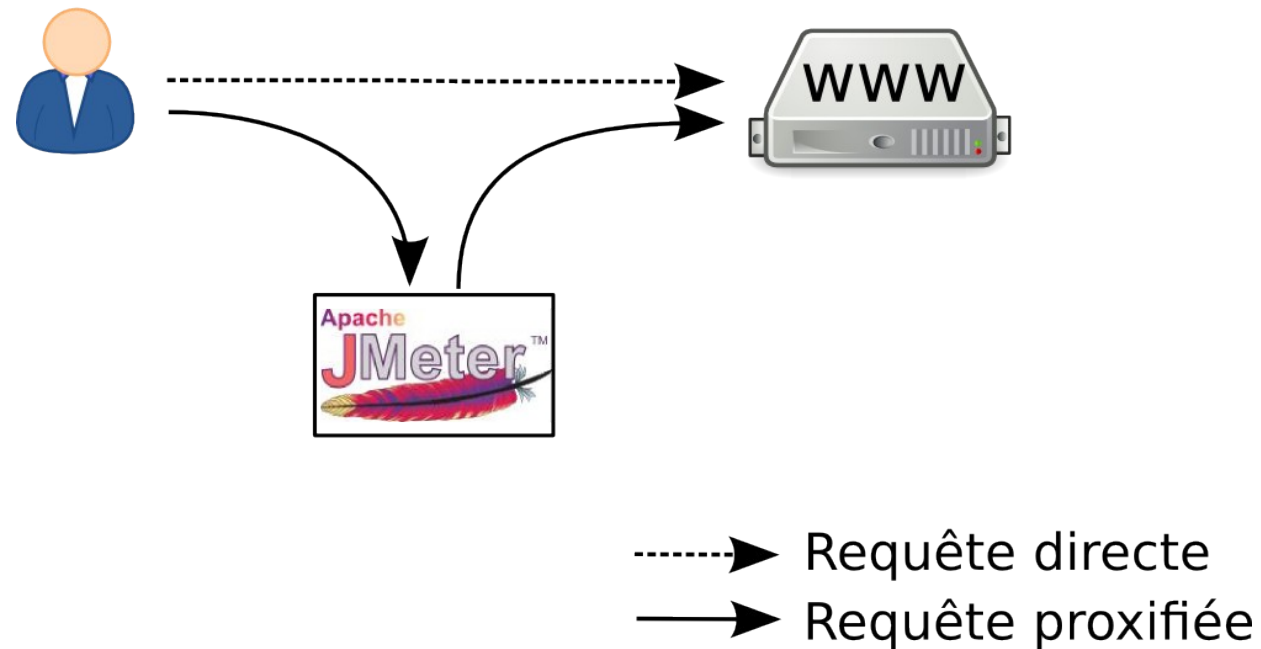 www
Apache
JMeter™
Requête directe
Requête proxifiée